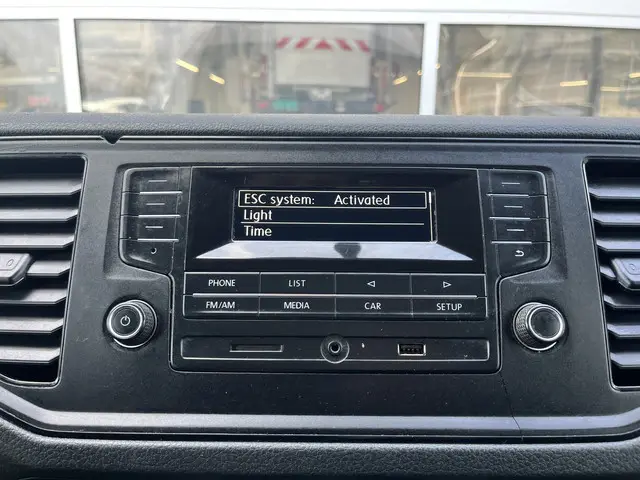 ESC system: Activated
Light
Time
PHONE LIST
FM/AM MEDIA CAR SETUP